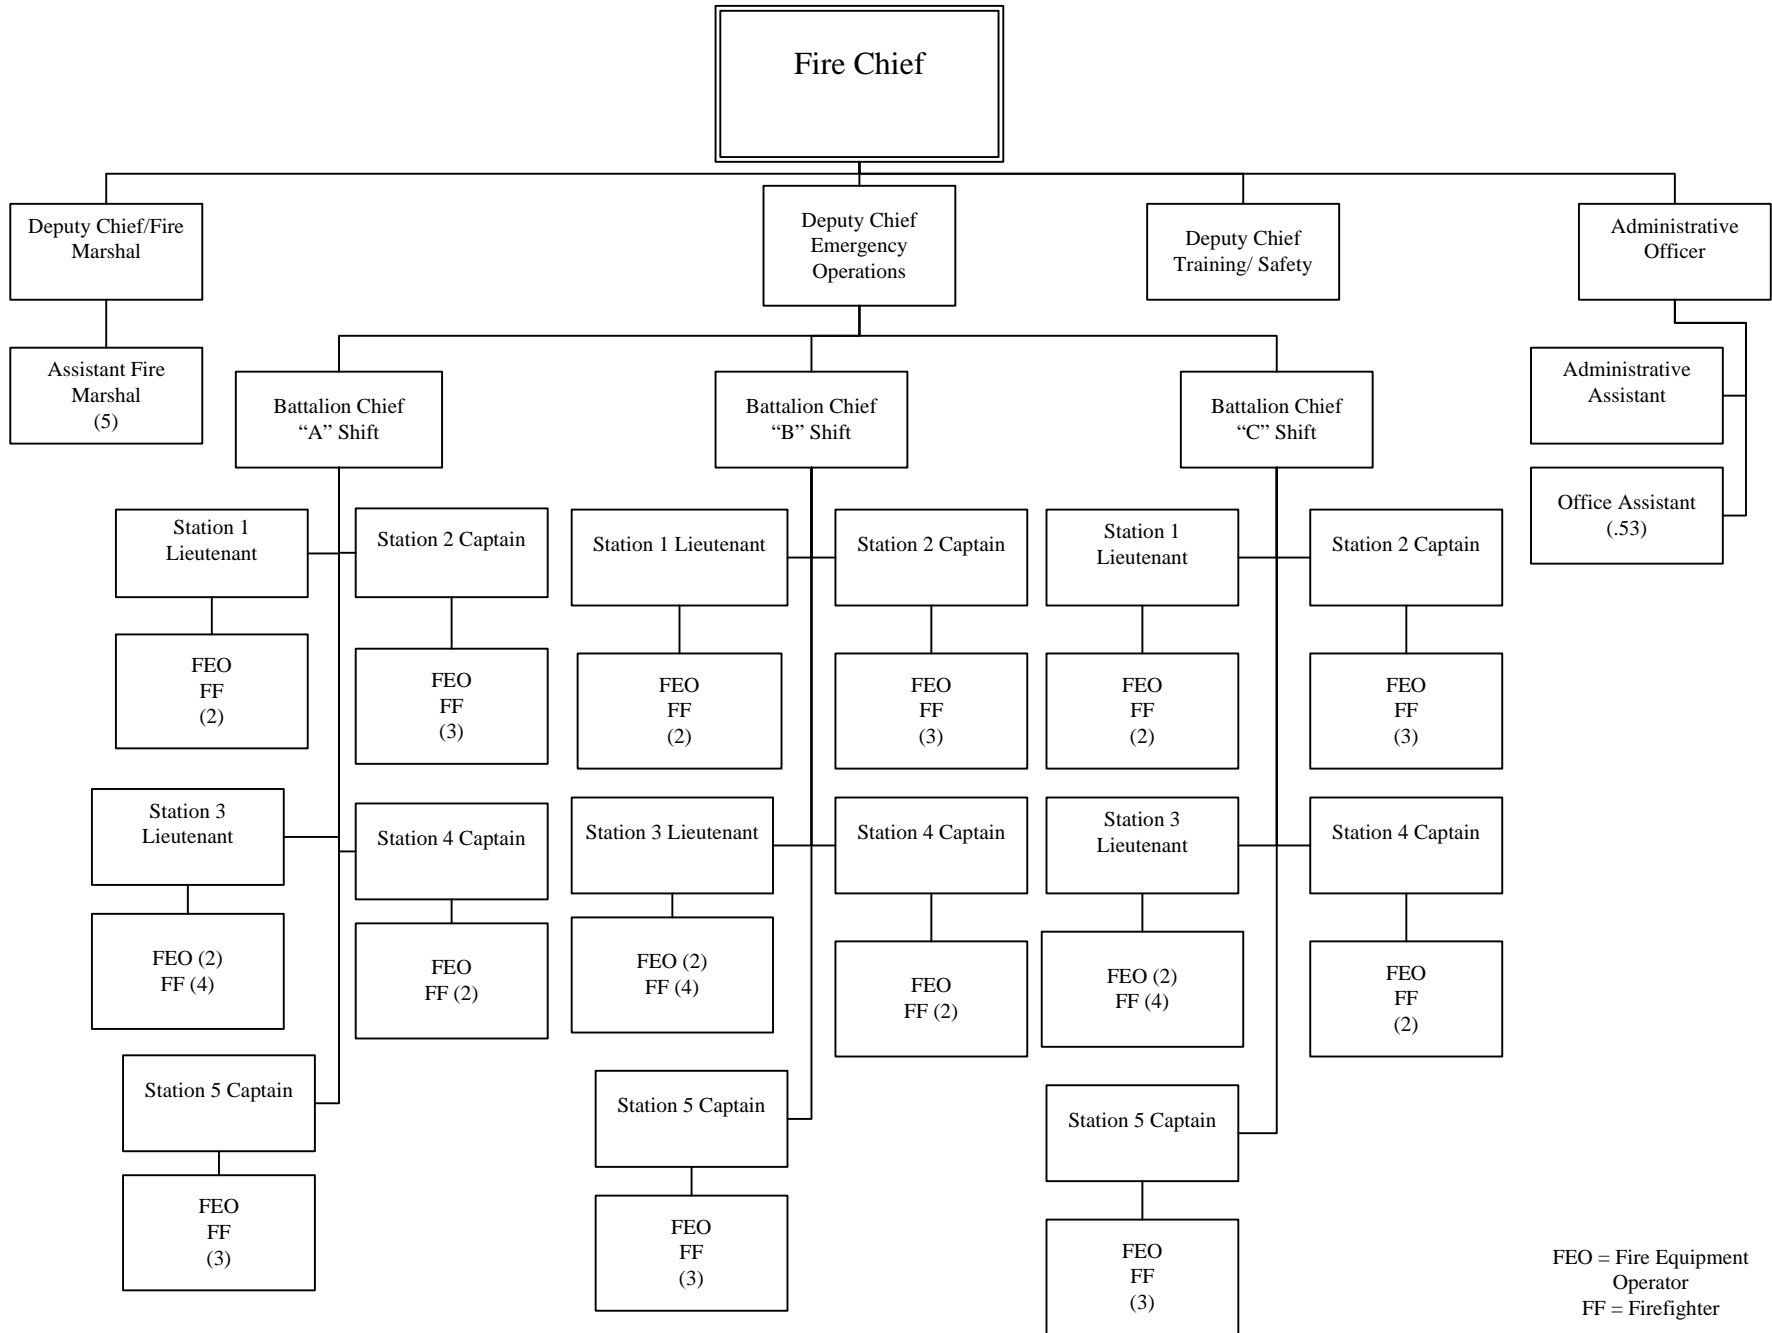 Fire Chief
Deputy Chief/Fire
Marshal
Deputy Chief
Emergency
Operations
Deputy Chief
Training/ Safety
Administrative
Officer
Assistant Fire
Marshal
(5)
Battalion Chief
“A” Shift
Battalion Chief
“B” Shift
Battalion Chief
“C” Shift
Administrative
Assistant
Office Assistant
(.53)
Station 1
Lieutenant
Station 2 Captain
Station 1 Lieutenant
Station 2 Captain
Station 1
Lieutenant
Station 2 Captain
FEO
FF
(2)
FEO
FF
(3)
FEO
FF
(2)
FEO
FF
(3)
FEO
FF
(2)
FEO
FF
(3)
Station 3
Lieutenant
Station 4 Captain
Station 3 Lieutenant
Station 4 Captain
Station 3
Lieutenant
Station 4 Captain
FEO (2)
FF (4)
FEO
FF (2)
FEO (2)
FF (4)
FEO
FF (2)
FEO (2)
FF (4)
FEO
FF
(2)
Station 5 Captain
Station 5 Captain
Station 5 Captain
FEO
FF
(3)
FEO
FF
(3)
FEO
FF
(3)
FEO = Fire Equipment
Operator
FF = Firefighter